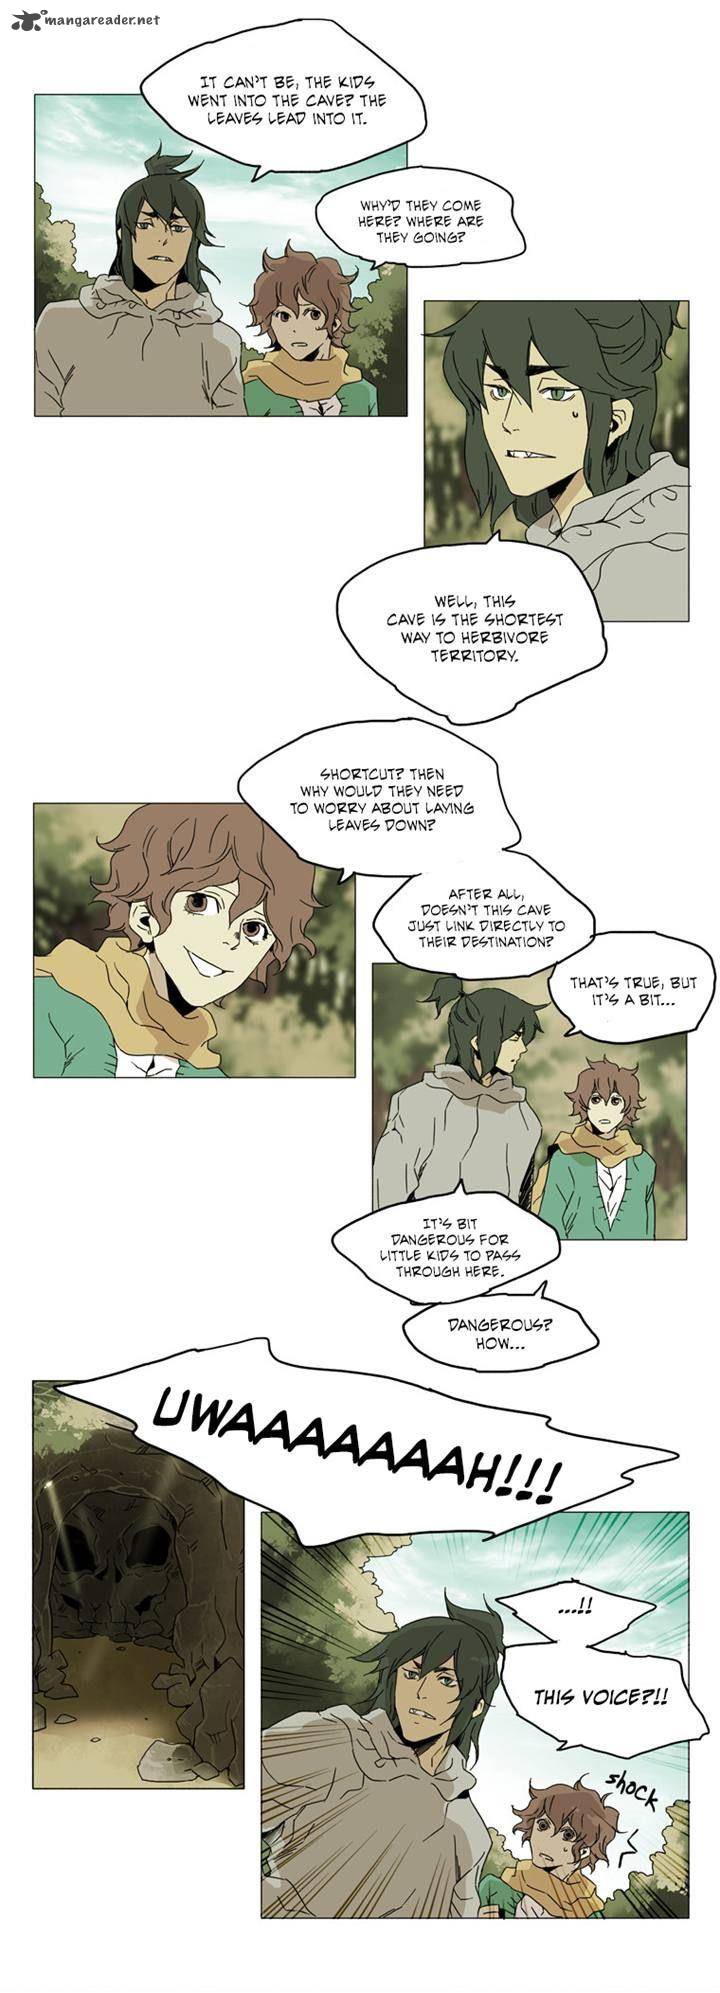 mangareader.net
IT CAN'T BE, THE KIDS
WENT INTO THE CAVE? THE
LEAVES LEAD INTO IT.
WHY'D THEY COME
HERE? WHERE ARE
THEY GOING?
WELL, THIS
CAVE IS THE SHORTEST
WAY TO HERBIVORE
TERRITORY.
SHORTCUT? THEN
WHY WOULD THEY NEED
TO WORRY ABOUT LAYING
LEAVES DOWN?
AFTER ALL,
DOESN'T THIS CAVE
JUST LINK DIRECTLY TO
THEIR DESTINATION?
THAT'S TRUE, BUT
IT'S A BIT...
IT'S BIT
DANGEROUS FOR
LITTLE KIDS TO PASS
THROUGH HERE.
DANGEROUS?
HOW...
UWAAAAAAAAH!!!
...!!
THIS VOICE?!!
shock